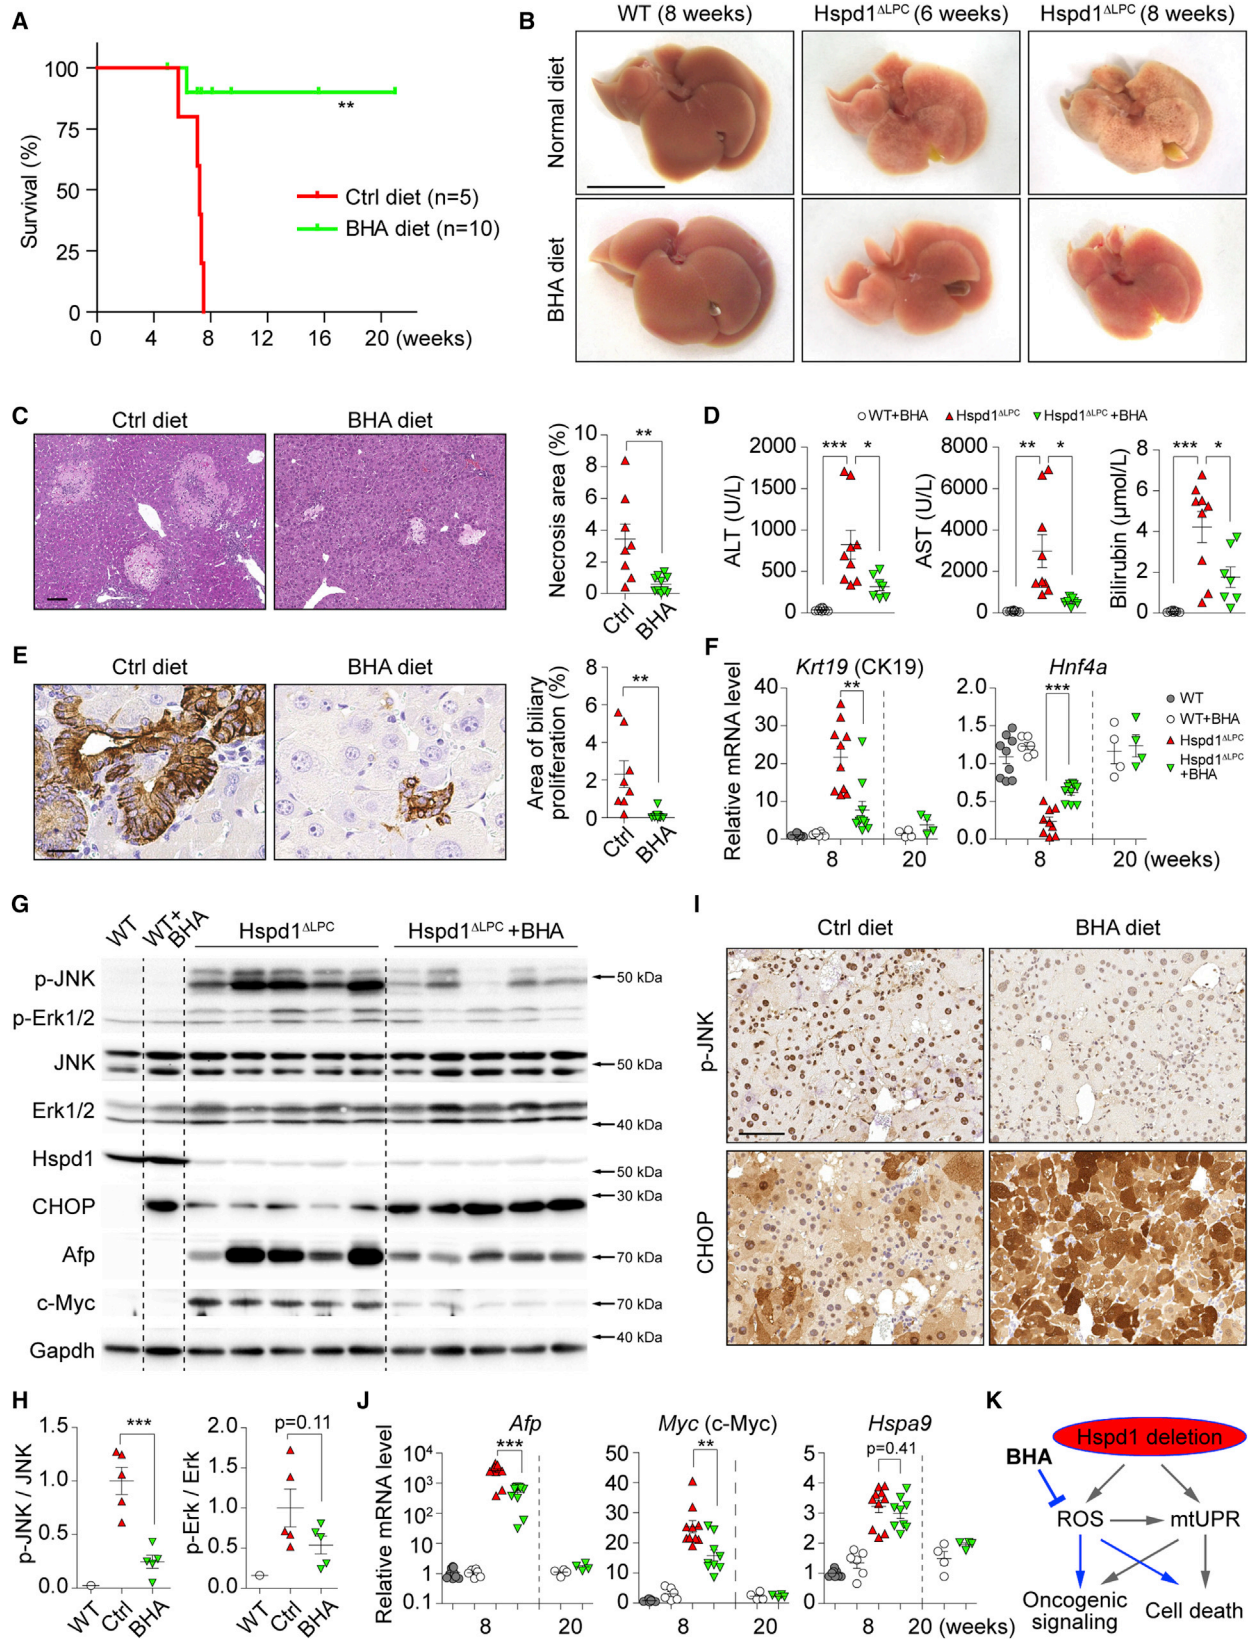 A
100
75
50
25
0
Survival (%)
**
Ctrl diet (n=5)
BHA diet (n=10)
0 4 8 12 16 20 (weeks)
B
WT (8 weeks)
Hspd1ΔLPC (6 weeks)
Hspd1ΔLPC (8 weeks)
Normal diet
BHA diet
C
Ctrl diet
BHA diet
Necrosis area (%)
10
8
6
4
2
0
**
Ctrl
BHA
D
WT+BHA
Hspd1ΔLPC
Hspd1ΔLPC +BHA
ALT (U/L)
2000
1500
1000
500
0
*** *
AST (U/L)
8000
6000
4000
2000
0
** *
Bilirubin (μmol/L)
8
6
4
2
0
*** *
E
Ctrl diet
BHA diet
Area of biliary
proliferation (%)
8
6
4
2
0
**
Ctrl
BHA
F
Krt19 (CK19)
Relative mRNA level
40
30
20
10
0
**
8 20
Hnf4a
2.0
1.5
1.0
0.5
0.0
***
8 20 (weeks)
WT
WT+BHA
Hspd1ΔLPC
Hspd1ΔLPC
+BHA
G
WT
WT+
BHA
Hspd1ΔLPC
Hspd1ΔLPC +BHA
p-JNK
50 kDa
p-Erk1/2
JNK
50 kDa
Erk1/2
40 kDa
Hspd1
50 kDa
CHOP
30 kDa
Afp
70 kDa
c-Myc
70 kDa
Gapdh
40 kDa
I
Ctrl diet
BHA diet
p-JNK
CHOP
H
p-JNK / JNK
1.5
1.0
0.5
0.0
***
WT
Ctrl
BHA
p-Erk / Erk
2.0
1.5
1.0
0.5
0.0
p=0.11
WT
Ctrl
BHA
J
Relative mRNA level
Afp
10⁴
10³
10²
10
1
0.1
***
8 20
Myc (c-Myc)
50
40
30
20
10
0
**
8 20
Hspa9
5
4
3
2
1
0
p=0.41
8 20 (weeks)
K
Hspd1 deletion
BHA
ROS
mtUPR
Oncogenic
signaling
Cell death